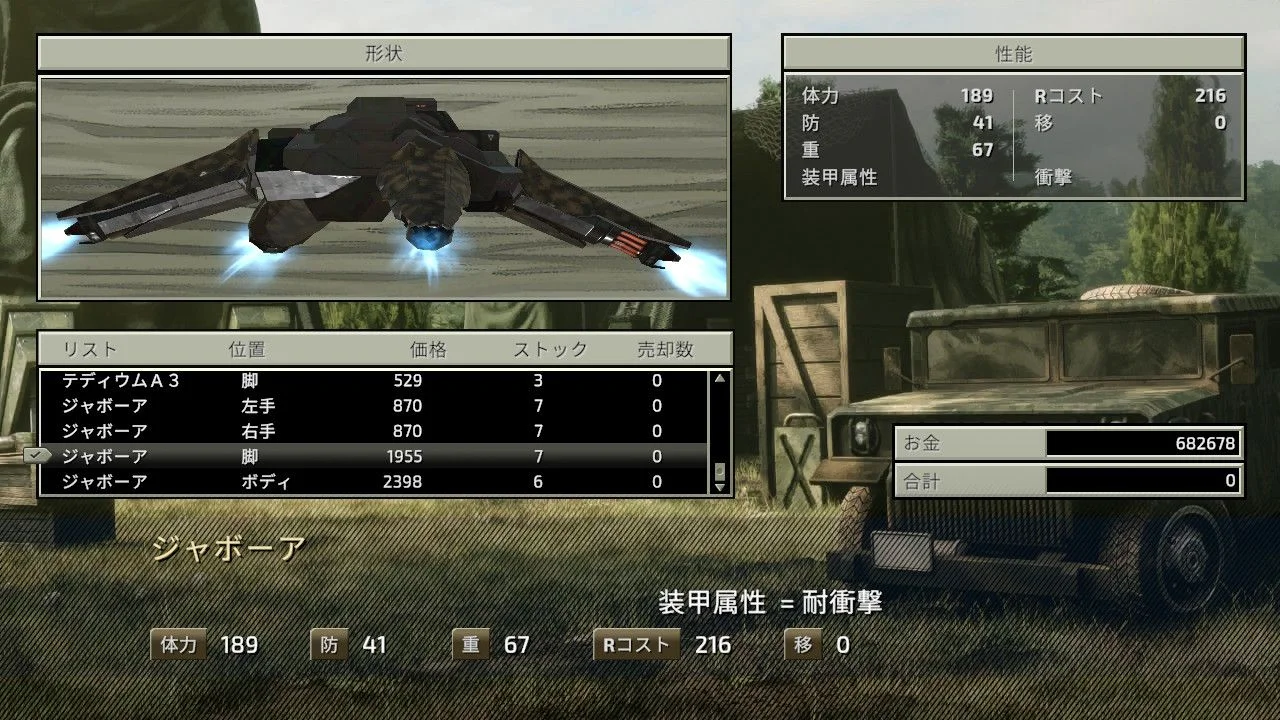 形状
性能
体力 189 Rコスト 216
防 41 移 0
重 67
装甲属性 衝撃
リスト 位置 価格 ストック 売却数
テディウムA3 脚 529 3 0
ジャボーア 左手 870 7 0
ジャボーア 右手 870 7 0
ジャボーア 脚 1955 7 0
ジャボーア ボディ 2398 6 0
お金 682678
合計 0
ジャボーア
装甲属性 = 耐衝撃
体力 189 防 41 重 67 Rコスト 216 移 0